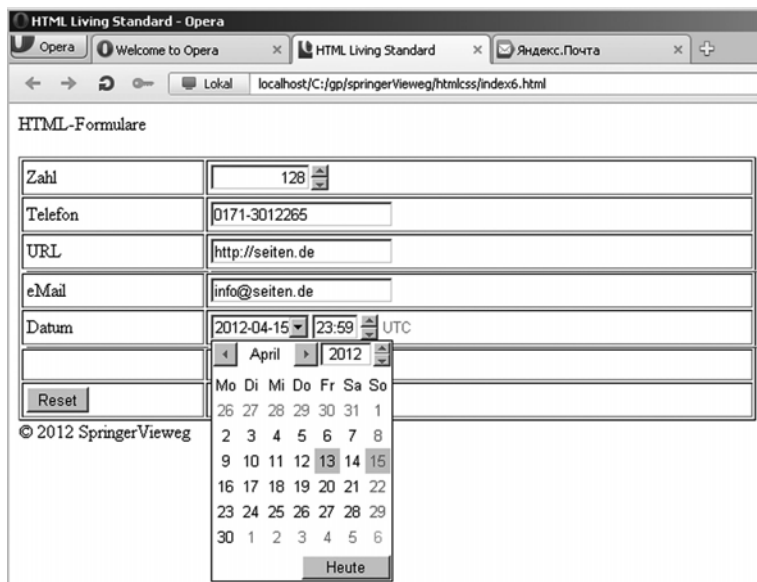 HTML Living Standard - Opera
Opera Welcome to Opera × HTML Living Standard × Яндекс.Почта ×
Lokal localhost/C:/gp/springerVieweg/htmlcss/index6.html
HTML-Formulare
Zahl 128
Telefon 0171-3012265
URL http://seiten.de
eMail info@seiten.de
Datum 2012-04-15 23:59 UTC
April 2012
Mo Di Mi Do Fr Sa So
26 27 28 29 30 31 1
2 3 4 5 6 7 8
9 10 11 12 13 14 15
16 17 18 19 20 21 22
23 24 25 26 27 28 29
30 1 2 3 4 5 6
Heute
Reset
© 2012 SpringerVieweg